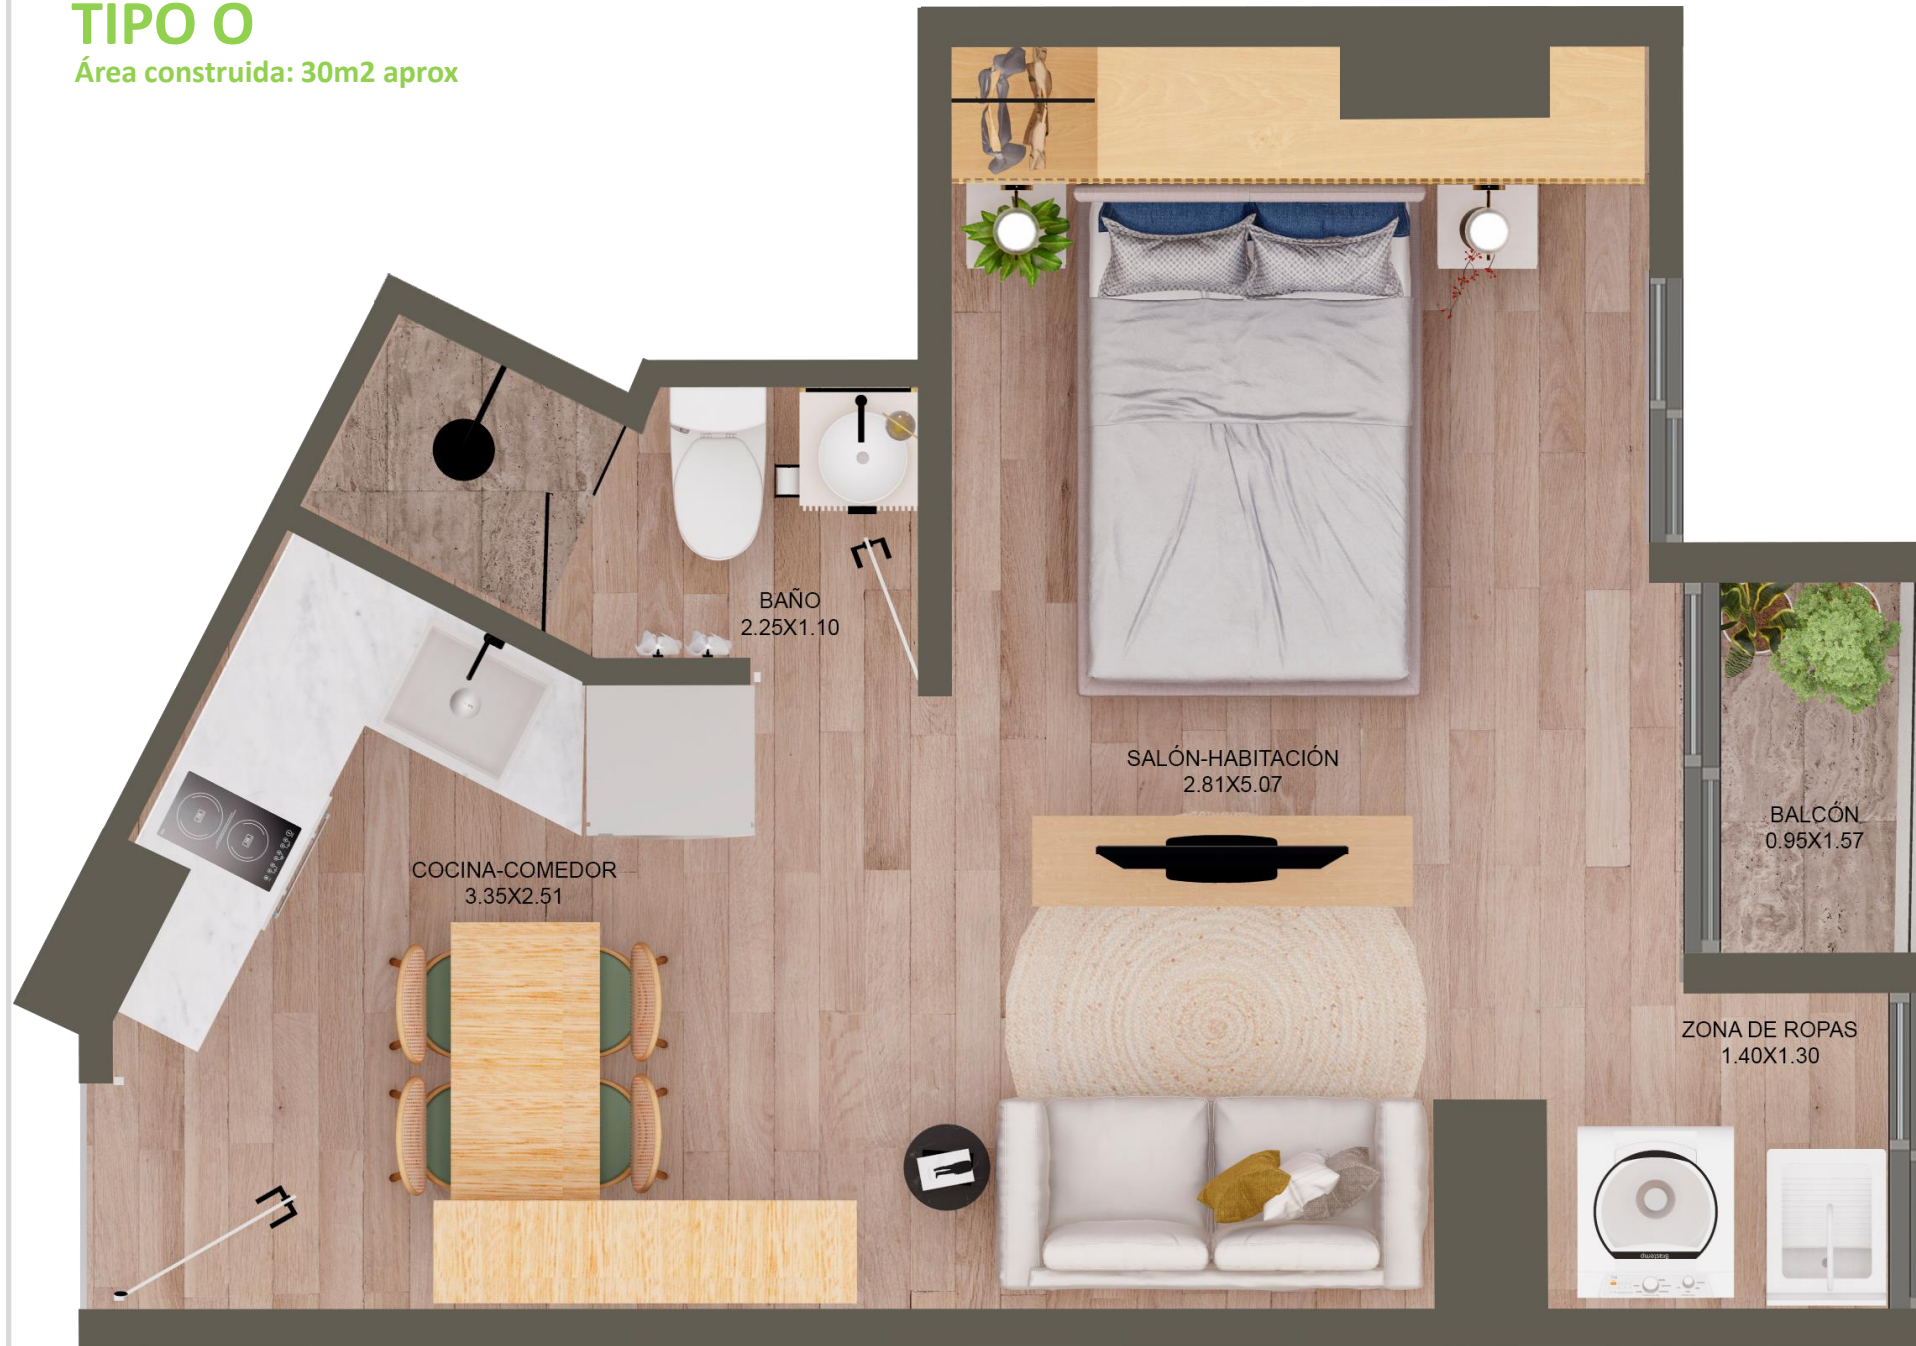 TIPO O
Área construida: 30m2 aprox
BAÑO
2.25X1.10
SALÓN-HABITACIÓN
2.81X5.07
BALCÓN
0.95X1.57
COCINA-COMEDOR
3.35X2.51
ZONA DE ROPAS
1.40X1.30